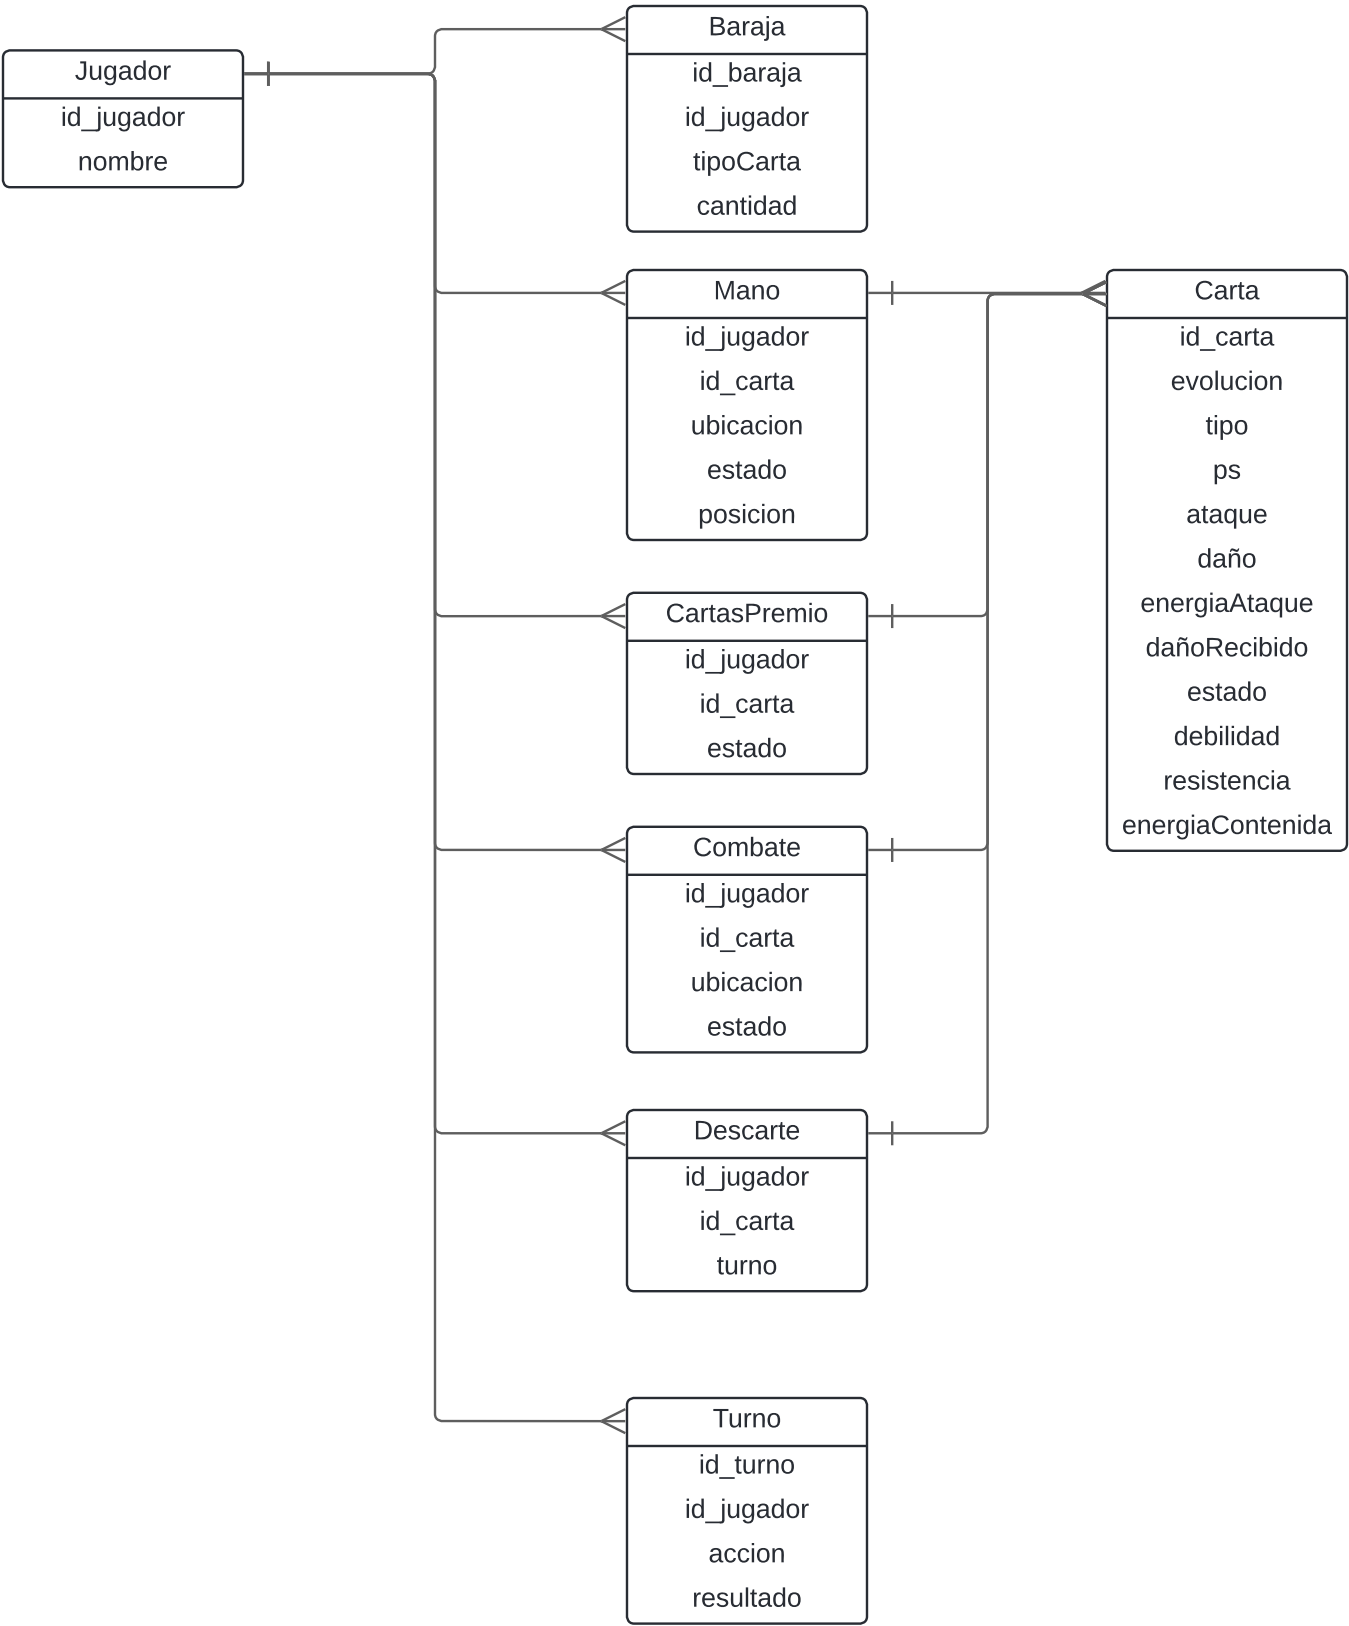 Jugador
id_jugador
nombre
Baraja
id_baraja
id_jugador
tipoCarta
cantidad
Mano
id_jugador
id_carta
ubicacion
estado
posicion
CartasPremio
id_jugador
id_carta
estado
Combate
id_jugador
id_carta
ubicacion
estado
Descarte
id_jugador
id_carta
turno
Turno
id_turno
id_jugador
accion
resultado
Carta
id_carta
evolucion
tipo
ps
ataque
daño
energiaAtaque
dañoRecibido
estado
debilidad
resistencia
energiaContenida